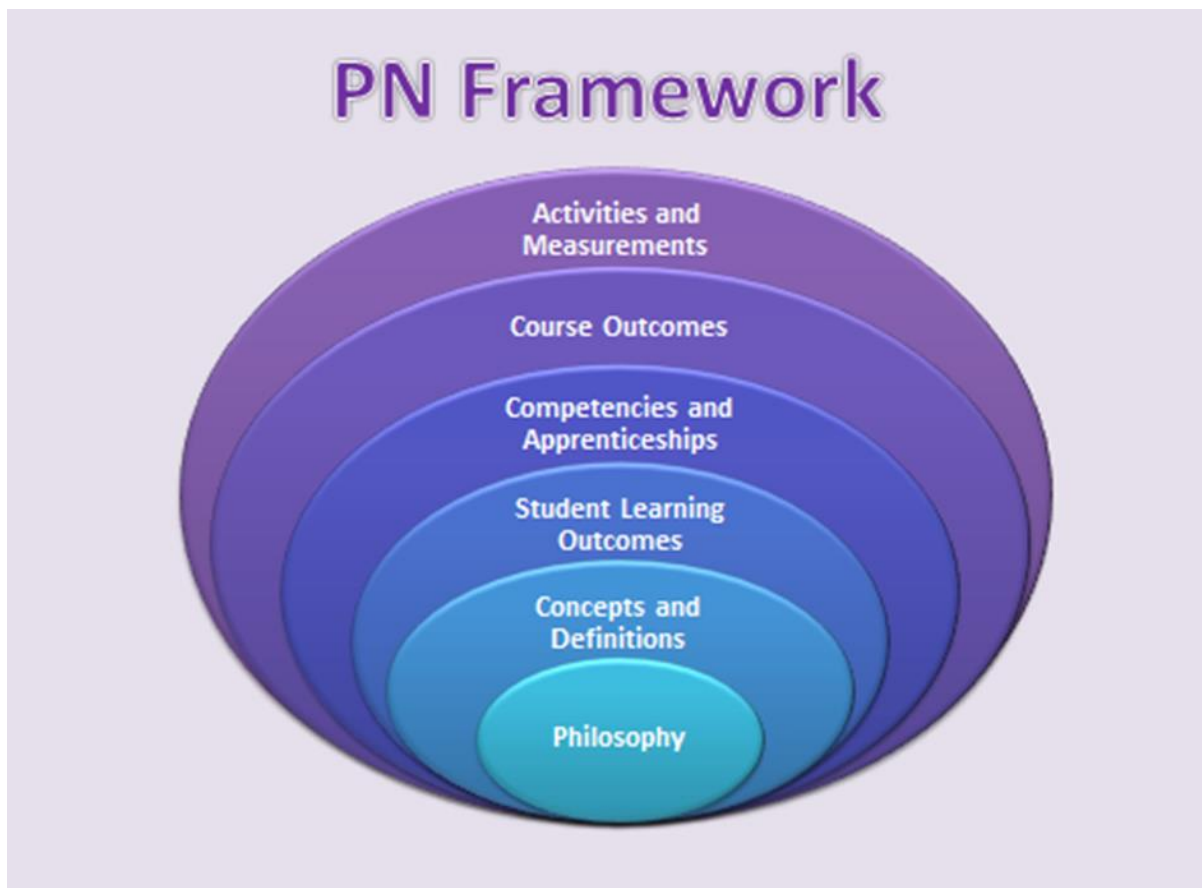 PN Framework
Activities and
Measurements
Course Outcomes
Competencies and
Apprenticeships
Student Learning
Outcomes
Concepts and
Definitions
Philosophy